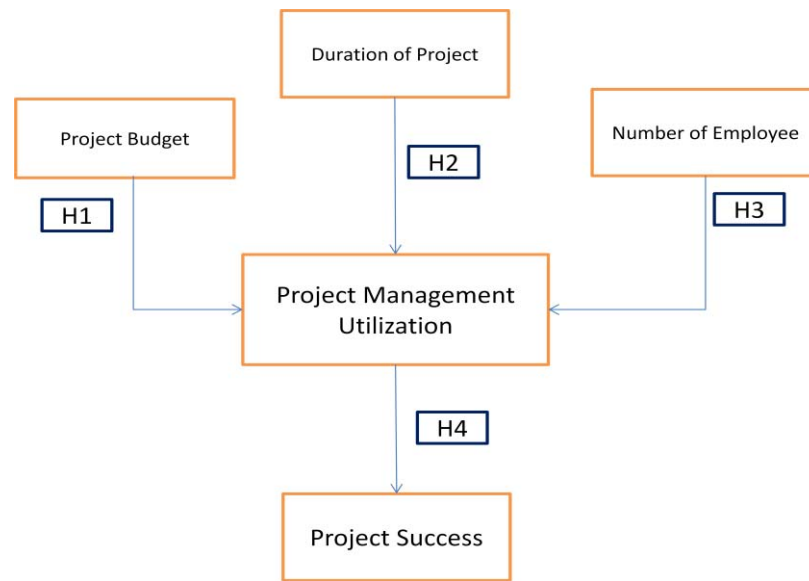 Duration of Project
Project Budget
Number of Employee
H1
H2
H3
Project Management
Utilization
H4
Project Success